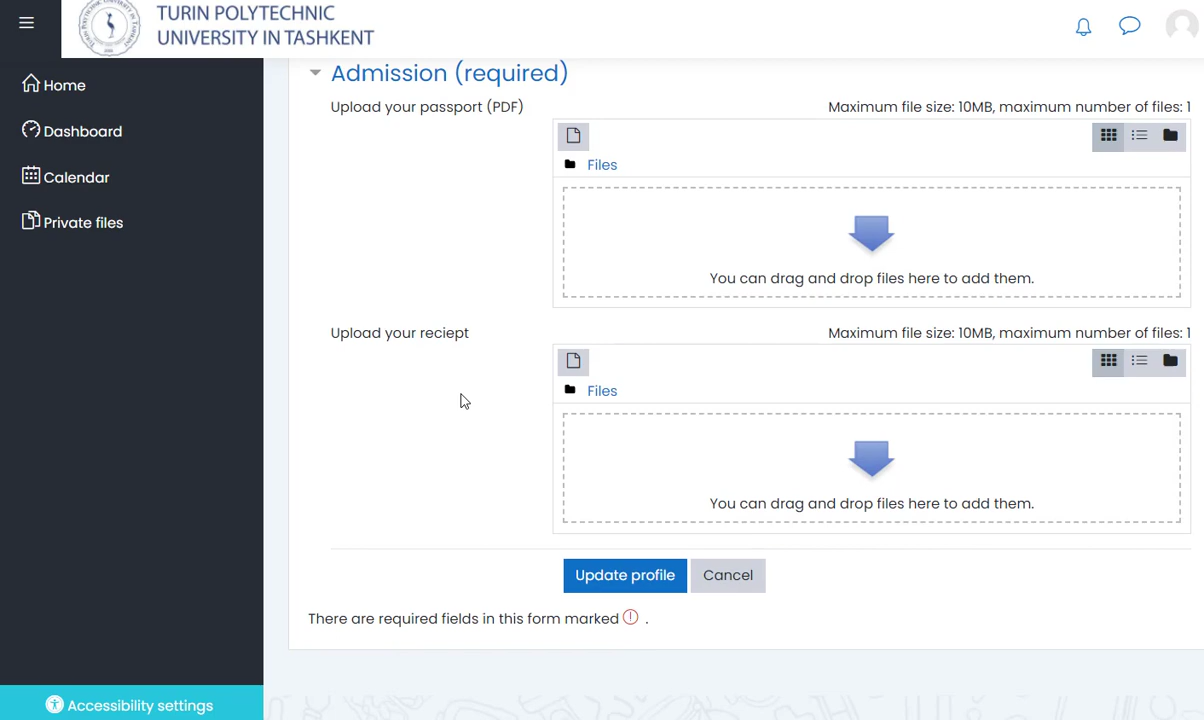 TURIN POLYTECHNIC
UNIVERSITY IN TASHKENT
Home
Dashboard
Calendar
Private files
Admission (required)
Upload your passport (PDF)
Maximum file size: 10MB, maximum number of files: 1
Files
You can drag and drop files here to add them.
Upload your reciept
Maximum file size: 10MB, maximum number of files: 1
Files
You can drag and drop files here to add them.
Update profile
Cancel
There are required fields in this form marked ! .
Accessibility settings